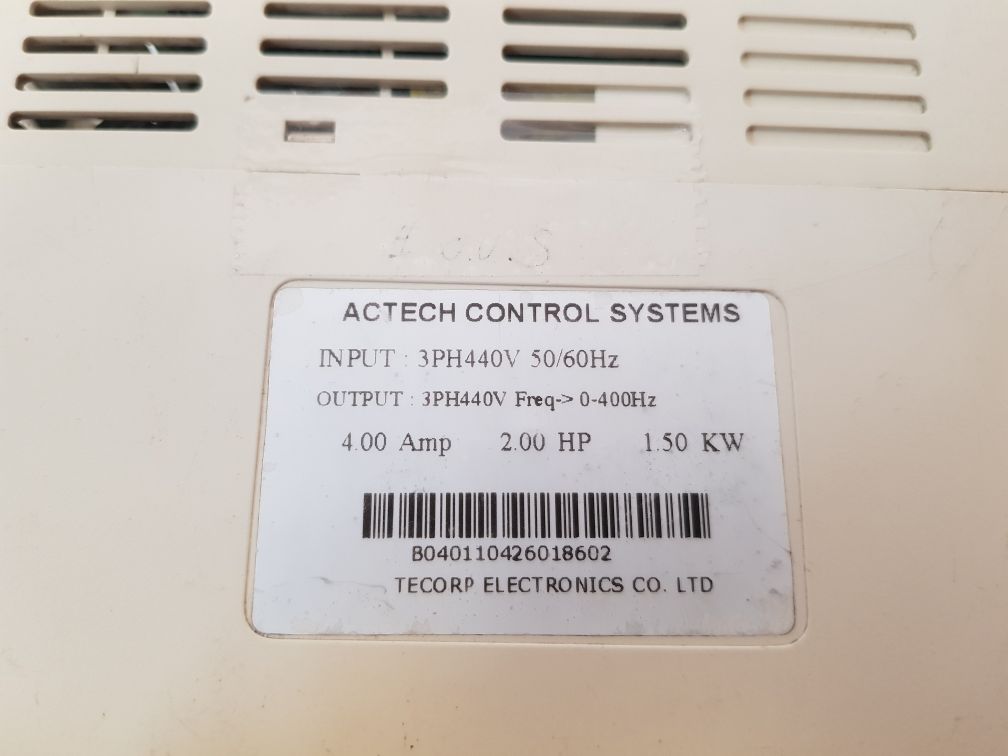 ACTECH CONTROL SYSTEMS
INPUT : 3PH440V 50/60Hz
OUTPUT : 3PH440V Freq-> 0-400Hz
4.00 Amp 2.00 HP 1.50 KW
B040110426018602
TECORP ELECTRONICS CO. LTD